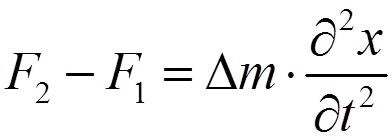 F₂ − F₁ = Δm · ∂²x/∂t²